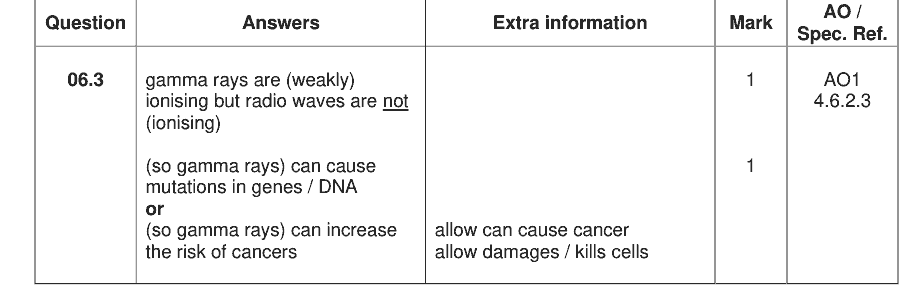 Question Answers Extra information Mark AO /
Spec. Ref.
06.3 gamma rays are (weakly) 1 AO1
ionising but radio waves are not 4.6.2.3
(ionising)
(so gamma rays) can cause 1
mutations in genes / DNA
or
(so gamma rays) can increase allow can cause cancer
the risk of cancers allow damages / kills cells